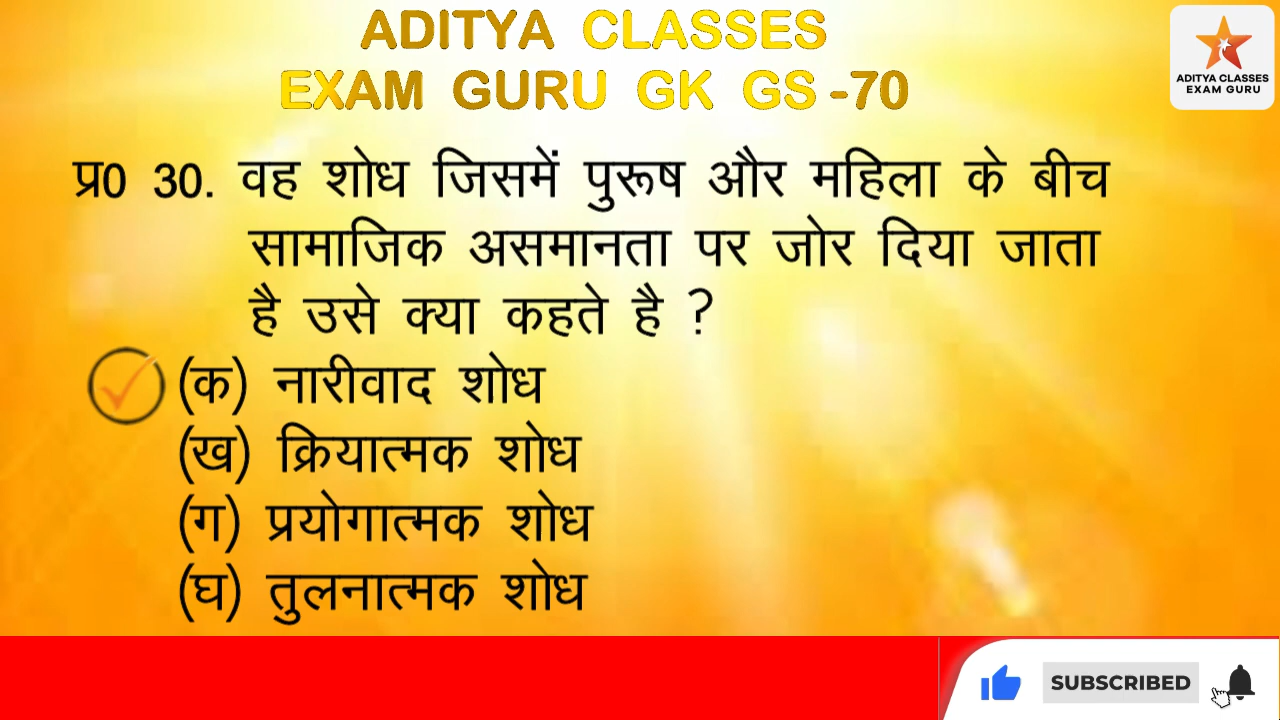 ADITYA CLASSES
EXAM GURU GK GS -70
ADITYA CLASSES
EXAM GURU
प्र0 30. वह शोध जिसमें पुरूष और महिला के बीच
सामाजिक असमानता पर जोर दिया जाता
है उसे क्या कहते है ?
(क) नारीवाद शोध
(ख) क्रियात्मक शोध
(ग) प्रयोगात्मक शोध
(घ) तुलनात्मक शोध
SUBSCRIBED